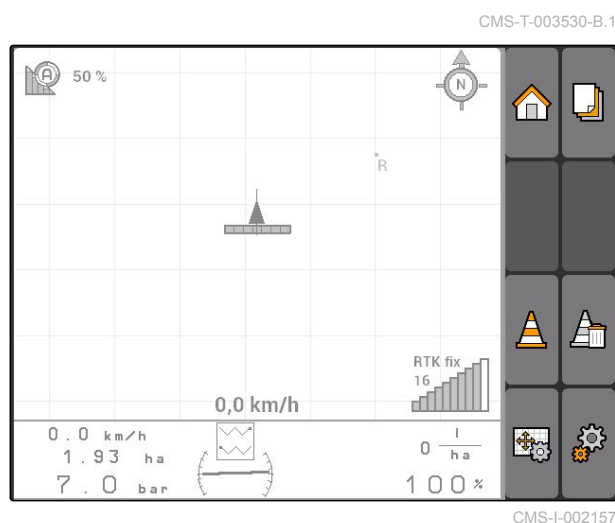 CMS-T-003530-B.1
A
50 %
N
R
RTK fix
16
0,0 km/h
0.0 km/h
1.93 ha
7.0 bar
0 l/ha
100%
CMS-I-002157